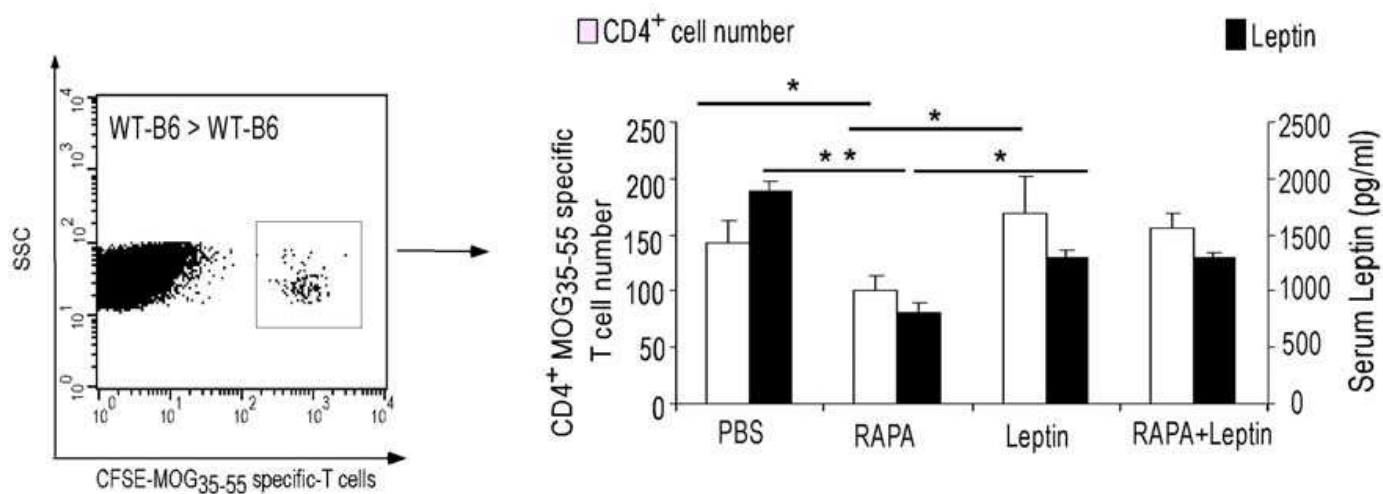 WT-B6 > WT-B6
SSC
10⁴
10³
10²
10¹
10⁰
10⁰ 10¹ 10² 10³ 10⁴
CFSE-MOG35-55 specific-T cells
CD4⁺ cell number
Leptin
*
*
* *
*
CD4⁺ MOG35-55 specific
T cell number
250
200
150
100
50
0
2500
2000
1500
1000
500
0
Serum Leptin (pg/ml)
PBS RAPA Leptin RAPA+Leptin